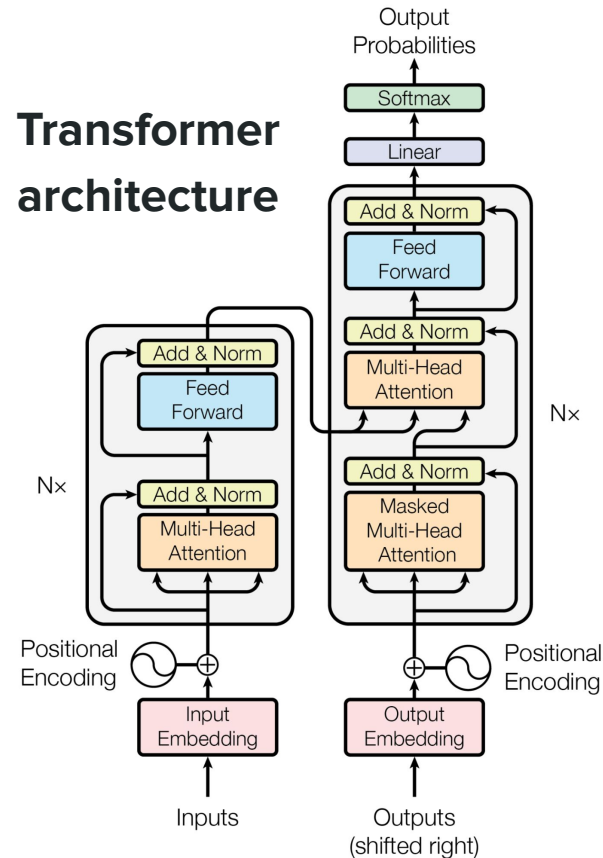 Transformer
architecture
Output
Probabilities
Softmax
Linear
Add & Norm
Feed
Forward
Add & Norm
Multi-Head
Attention
Add & Norm
Masked
Multi-Head
Attention
N×
Positional
Encoding
Output
Embedding
Outputs
(shifted right)
Add & Norm
Feed
Forward
Add & Norm
Multi-Head
Attention
N×
Positional
Encoding
Input
Embedding
Inputs